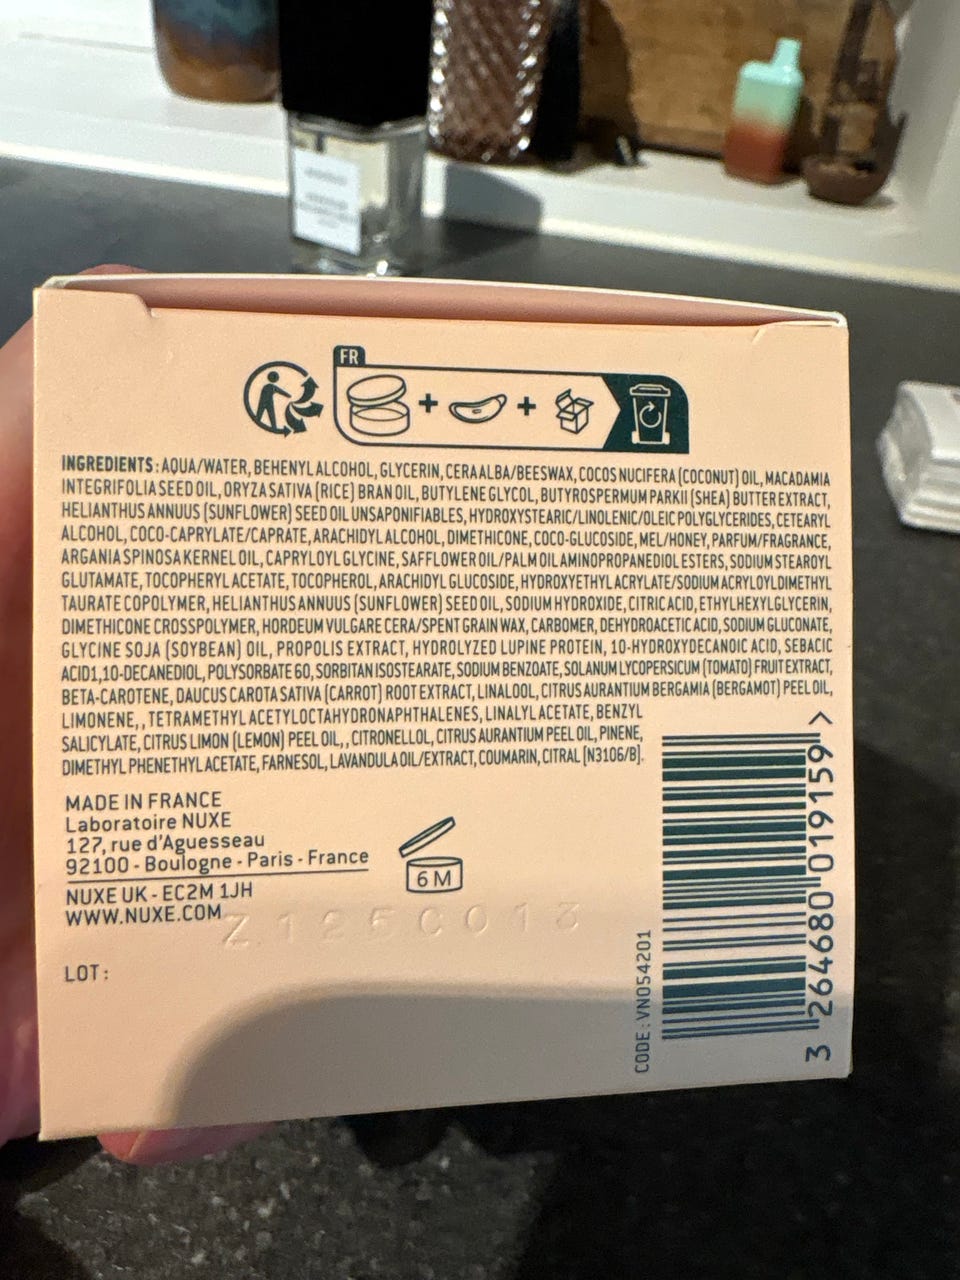 FR
INGREDIENTS: AQUA/WATER, BEHENYL ALCOHOL, GLYCERIN, CERA ALBA/BEESWAX, COCOS NUCIFERA (COCONUT) OIL, MACADAMIA
INTEGRIFOLIA SEED OIL, ORYZA SATIVA (RICE) BRAN OIL, BUTYLENE GLYCOL, BUTYROSPERMUM PARKII (SHEA) BUTTER EXTRACT,
HELIANTHUS ANNUUS (SUNFLOWER) SEED OIL UNSAPONIFIABLES, HYDROXYSTEARIC/LINOLENIC/OLEIC POLYGLYCERIDES, CETEARYL
ALCOHOL, COCO-CAPRYLATE/CAPRATE, ARACHIDYL ALCOHOL, DIMETHICONE, COCO-GLUCOSIDE, MEL/HONEY, PARFUM/FRAGRANCE,
ARGANIA SPINOSA KERNEL OIL, CAPRYLOYL GLYCINE, SAFFLOWER OIL/PALM OIL AMINOPROPANEDIOL ESTERS, SODIUM STEAROYL
GLUTAMATE, TOCOPHERYL ACETATE, TOCOPHEROL, ARACHIDYL GLUCOSIDE, HYDROXYETHYL ACRYLATE/SODIUM ACRYLOYLDIMETHYL
TAURATE COPOLYMER, HELIANTHUS ANNUUS (SUNFLOWER) SEED OIL, SODIUM HYDROXIDE, CITRIC ACID, ETHYLHEXYLGLYCERIN,
DIMETHICONE CROSSPOLYMER, HORDEUM VULGARE CERA/SPENT GRAIN WAX, CARBOMER, DEHYDROACETIC ACID, SODIUM GLUCONATE,
GLYCINE SOJA (SOYBEAN) OIL, PROPOLIS EXTRACT, HYDROLYZED LUPINE PROTEIN, 10-HYDROXYDECANOIC ACID, SEBACIC
ACID1,10-DECANEDIOL, POLYSORBATE 60, SORBITAN ISOSTEARATE, SODIUM BENZOATE, SOLANUM LYCOPERSICUM (TOMATO) FRUIT EXTRACT,
BETA-CAROTENE, DAUCUS CAROTA SATIVA (CARROT) ROOT EXTRACT, LINALOOL, CITRUS AURANTIUM BERGAMIA (BERGAMOT) PEEL OIL,
LIMONENE, , TETRAMETHYL ACETYLOCTAHYDRONAPHTHALENES, LINALYL ACETATE, BENZYL
SALICYLATE, CITRUS LIMON (LEMON) PEEL OIL, , CITRONELLOL, CITRUS AURANTIUM PEEL OIL, PINENE,
DIMETHYL PHENETHYL ACETATE, FARNESOL, LAVANDULA OIL/EXTRACT, COUMARIN, CITRAL [N3106/B].
MADE IN FRANCE
Laboratoire NUXE
127, rue d'Aguesseau
92100 - Boulogne - Paris - France
NUXE UK - EC2M 1JH
WWW.NUXE.COM
6 M
LOT:
CODE : VN054201
3 264680 019159 >